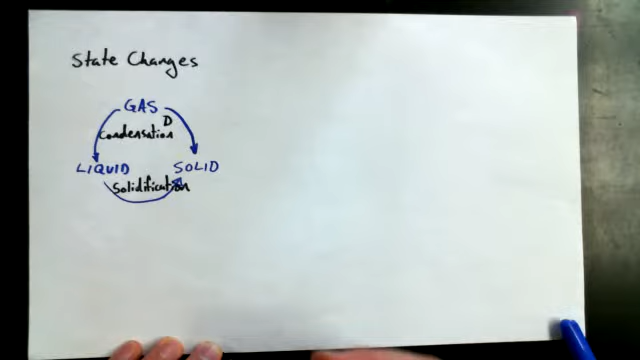 State Changes
GAS
D
Condensation
LIQUID SOLID
Solidification